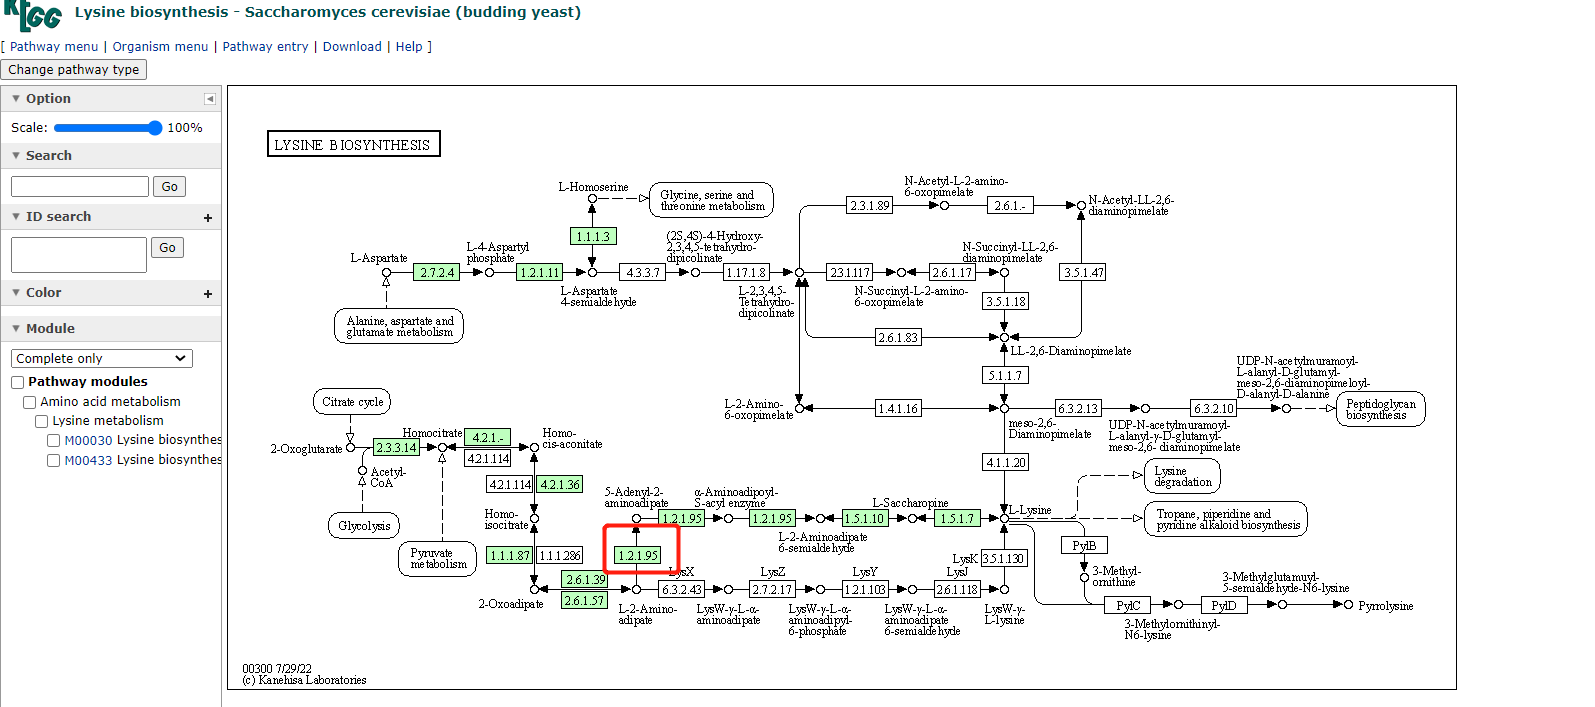 KEGG
Lysine biosynthesis - Saccharomyces cerevisiae (budding yeast)
[ Pathway menu | Organism menu | Pathway entry | Download | Help ]
Change pathway type
Option
Scale: 100%
Search
Go
ID search
+
Go
Color
+
Module
Complete only
Pathway modules
Amino acid metabolism
Lysine metabolism
M00030 Lysine biosynthes
M00433 Lysine biosynthes
LYSINE BIOSYNTHESIS
L-Homoserine
Glycine, serine and
threonine metabolism
N-Acetyl-L-2-amino-
6-oxopimelate
2.3.1.89
2.6.1.-
N-Acetyl-LL-2,6-
diaminopimelate
1.1.1.3
L-Aspartate
L-4-Aspartyl
phosphate
(2S,4S)-4-Hydroxy-
2,3,4,5-tetrahydro-
dipicolinate
N-Succinyl-LL-2,6-
diaminopimelate
2.7.2.4
1.2.1.11
4.3.3.7
1.17.1.8
2.3.1.117
2.6.1.17
3.5.1.47
L-Aspartate
4-semialdehyde
L-2,3,4,5-
Tetrahydro-
dipicolinate
N-Succinyl-L-2-amino-
6-oxopimelate
3.5.1.18
Alanine, aspartate and
glutamate metabolism
2.6.1.83
LL-2,6-Diaminopimelate
5.1.1.7
UDP-N-acetylmuramoyl-
L-alanyl-D-glutamyl-
meso-2,6-diaminopimeloyl-
D-alanyl-D-alanine
Citrate cycle
L-2-Amino-
6-oxopimelate
1.4.1.16
6.3.2.13
6.3.2.10
Peptidoglycan
biosynthesis
meso-2,6-
Diaminopimelate
UDP-N-acetylmuramoyl-
L-alanyl-γ-D-glutamyl-
meso-2,6-diaminopimelate
2-Oxoglutarate
2.3.3.14
Homocitrate
4.2.1.-
4.2.1.114
Homo-
cis-aconitate
4.1.1.20
Acetyl-
CoA
4.2.1.114
4.2.1.36
Lysine
degradation
5-Adenyl-2-
aminoadipate
α-Aminoadipoyl-
S-acyl enzyme
L-Saccharopine
Glycolysis
Homo-
isocitrate
1.2.1.95
1.2.1.95
1.5.1.10
1.5.1.7
L-Lysine
Tropane, piperidine and
pyridine alkaloid biosynthesis
L-2-Aminoadipate
6-semialdehyde
Pyruvate
metabolism
1.1.1.87
1.1.1.286
1.2.1.95
LysK
3.5.1.130
PylB
2.6.1.39
2.6.1.57
LysX
LysZ
LysY
LysJ
6.3.2.43
2.7.2.17
1.2.1.103
2.6.1.118
3-Methyl-
ornithine
2-Oxoadipate
L-2-Amino-
adipate
LysW-γ-L-α-
aminoadipate
LysW-γ-L-α-
aminoadipyl-
6-phosphate
LysW-γ-L-α-
aminoadipate
6-semialdehyde
LysW-γ-
L-lysine
3-Methylglutamuyl-
5-semialdehyde-N6-lysine
PylC
PylD
Pyrrolysine
3-Methylornithinyl-
N6-lysine
00300 7/29/22
(c) Kanehisa Laboratories